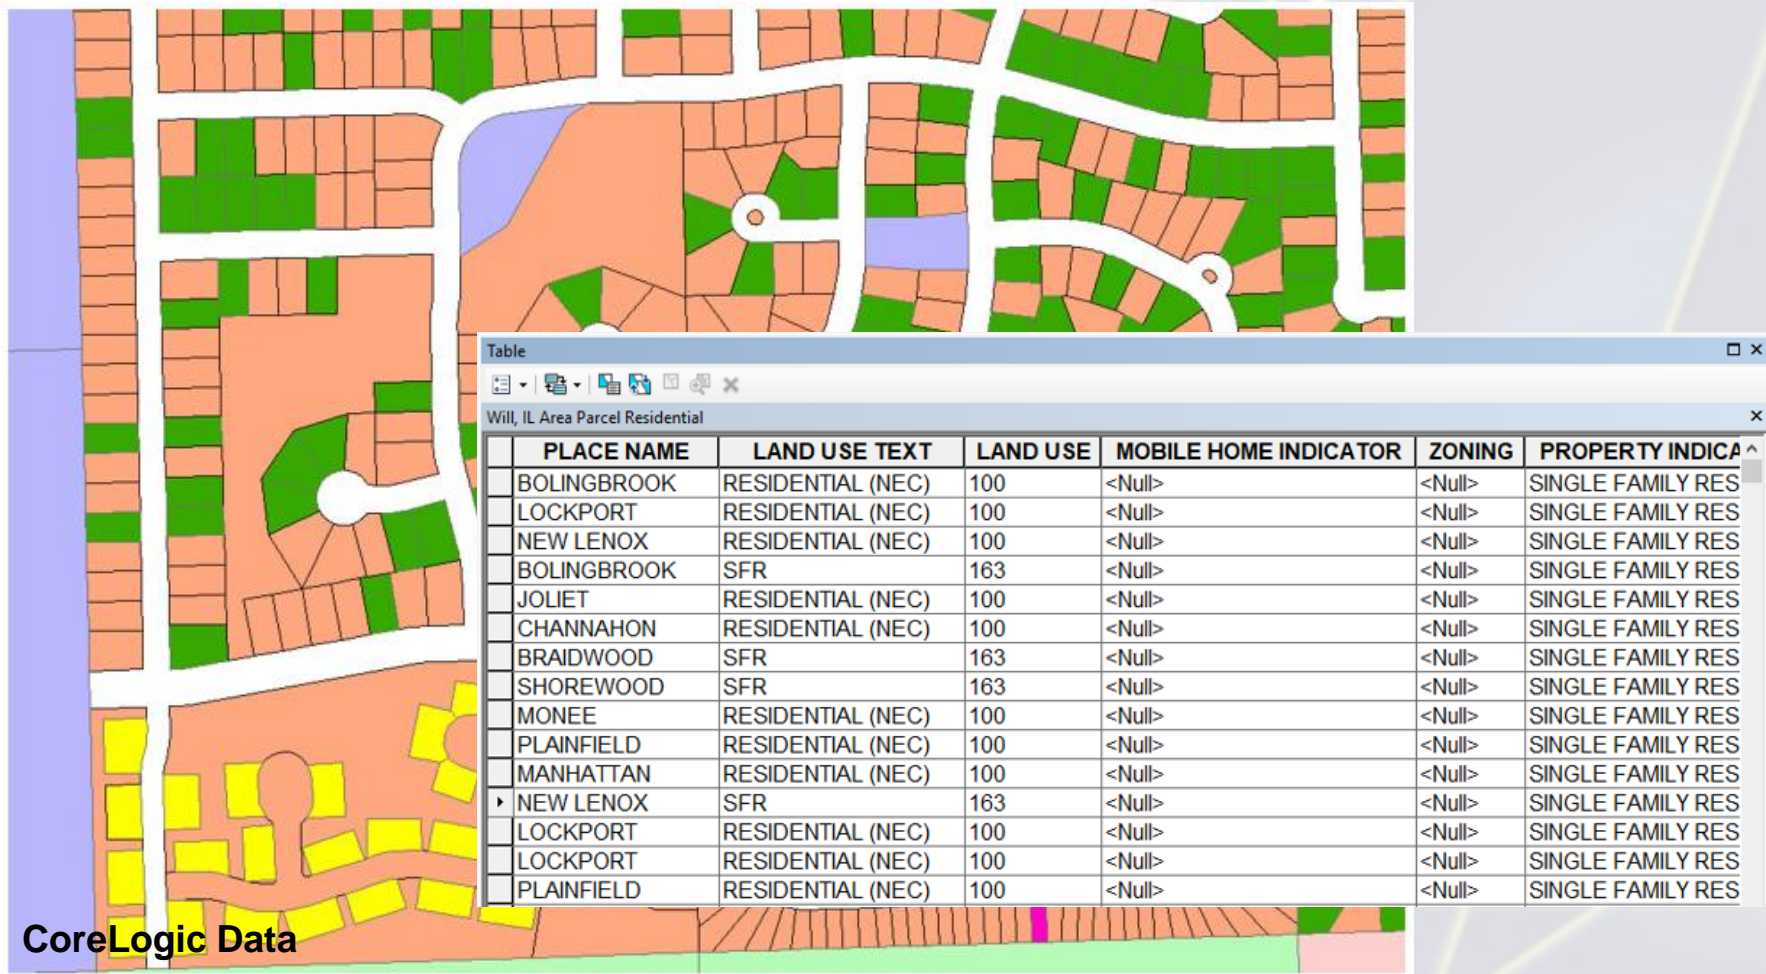 Table
Will, IL Area Parcel Residential
PLACE NAME LAND USE TEXT LAND USE MOBILE HOME INDICATOR ZONING PROPERTY INDICA
BOLINGBROOK RESIDENTIAL (NEC) 100 <Null> <Null> SINGLE FAMILY RES
LOCKPORT RESIDENTIAL (NEC) 100 <Null> <Null> SINGLE FAMILY RES
NEW LENOX RESIDENTIAL (NEC) 100 <Null> <Null> SINGLE FAMILY RES
BOLINGBROOK SFR 163 <Null> <Null> SINGLE FAMILY RES
JOLIET RESIDENTIAL (NEC) 100 <Null> <Null> SINGLE FAMILY RES
CHANNAHON RESIDENTIAL (NEC) 100 <Null> <Null> SINGLE FAMILY RES
BRAIDWOOD SFR 163 <Null> <Null> SINGLE FAMILY RES
SHOREWOOD SFR 163 <Null> <Null> SINGLE FAMILY RES
MONEE RESIDENTIAL (NEC) 100 <Null> <Null> SINGLE FAMILY RES
PLAINFIELD RESIDENTIAL (NEC) 100 <Null> <Null> SINGLE FAMILY RES
MANHATTAN RESIDENTIAL (NEC) 100 <Null> <Null> SINGLE FAMILY RES
NEW LENOX SFR 163 <Null> <Null> SINGLE FAMILY RES
LOCKPORT RESIDENTIAL (NEC) 100 <Null> <Null> SINGLE FAMILY RES
LOCKPORT RESIDENTIAL (NEC) 100 <Null> <Null> SINGLE FAMILY RES
PLAINFIELD RESIDENTIAL (NEC) 100 <Null> <Null> SINGLE FAMILY RES
CoreLogic Data